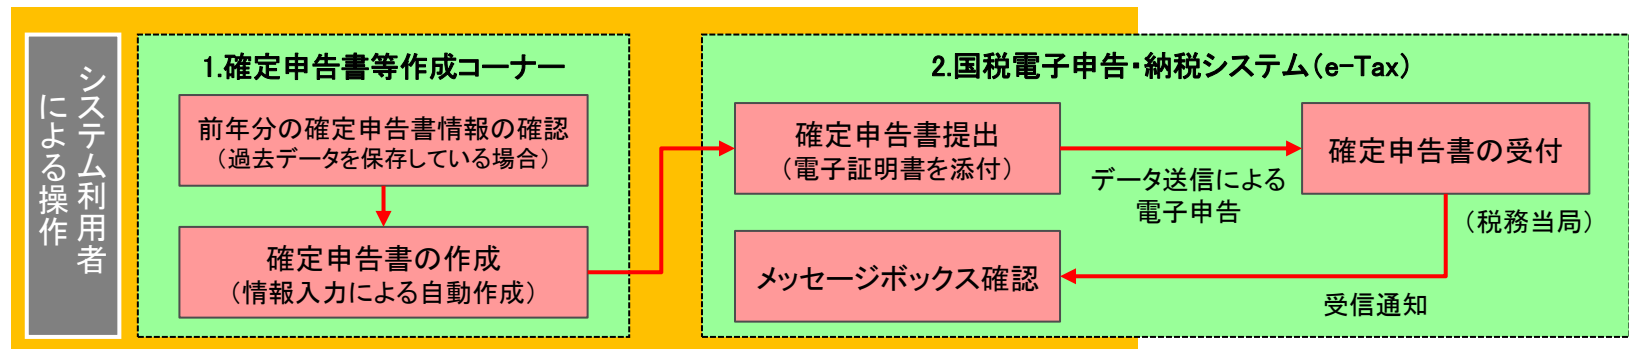 システム利用者
による操作
1.確定申告書等作成コーナー
前年分の確定申告書情報の確認
（過去データを保存している場合）
確定申告書の作成
（情報入力による自動作成）
2.国税電子申告・納税システム（e-Tax）
確定申告書提出
（電子証明書を添付）
データ送信による
電子申告
確定申告書の受付
（税務当局）
受信通知
メッセージボックス確認